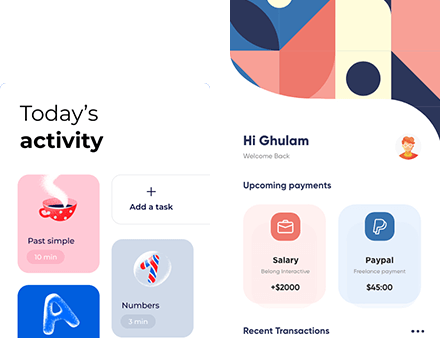 Today's
activity
Past simple
10 min
Add a task
Numbers
3 min
Hi Ghulam
Welcome Back
Upcoming payments
Salary
Belong Interactive
+$2000
Paypal
Freelance payment
$45:00
Recent Transactions